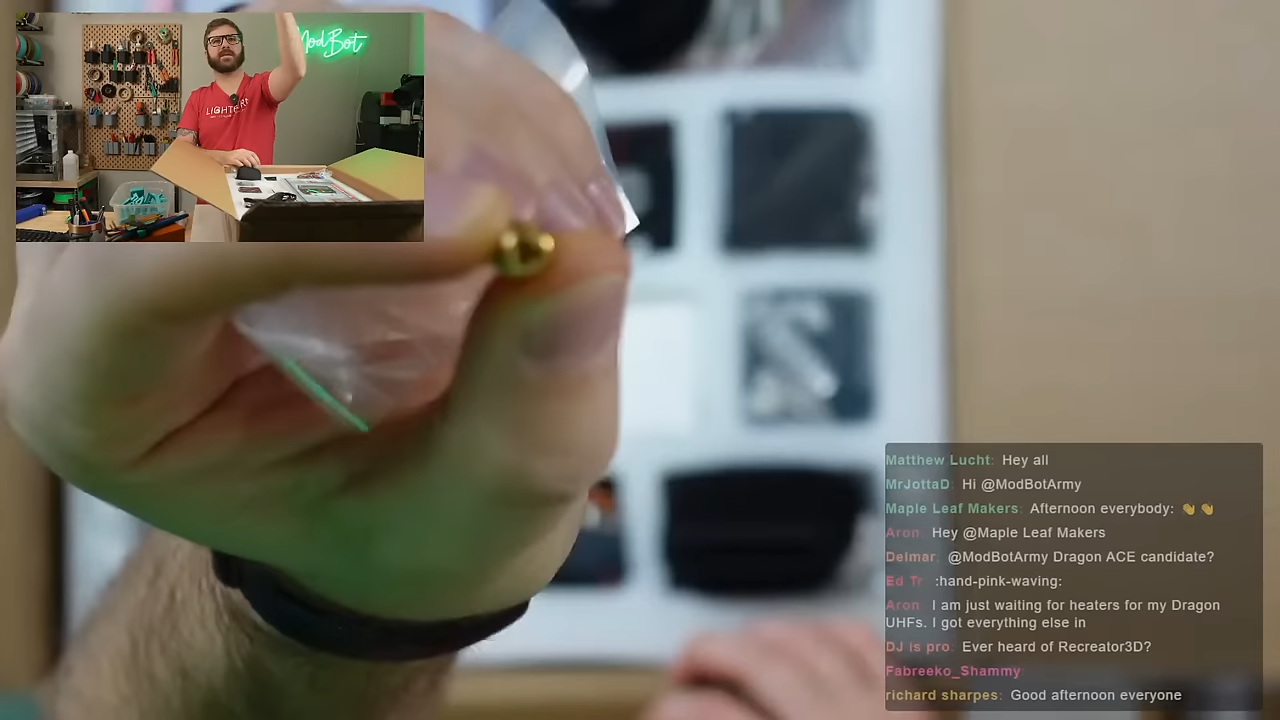 ModBot
LIGHTER
Matthew Lucht: Hey all
MrJottaD: Hi @ModBotArmy
Maple Leaf Makers: Afternoon everybody: 👏 👏
Aron: Hey @Maple Leaf Makers
Delmar: @ModBotArmy Dragon ACE candidate?
Ed Tr :hand-pink-waving:
Aron: I am just waiting for heaters for my Dragon
UHFs. I got everything else in
DJ is pro: Ever heard of Recreator3D?
Fabreeko_Shammy:
richard sharpes: Good afternoon everyone